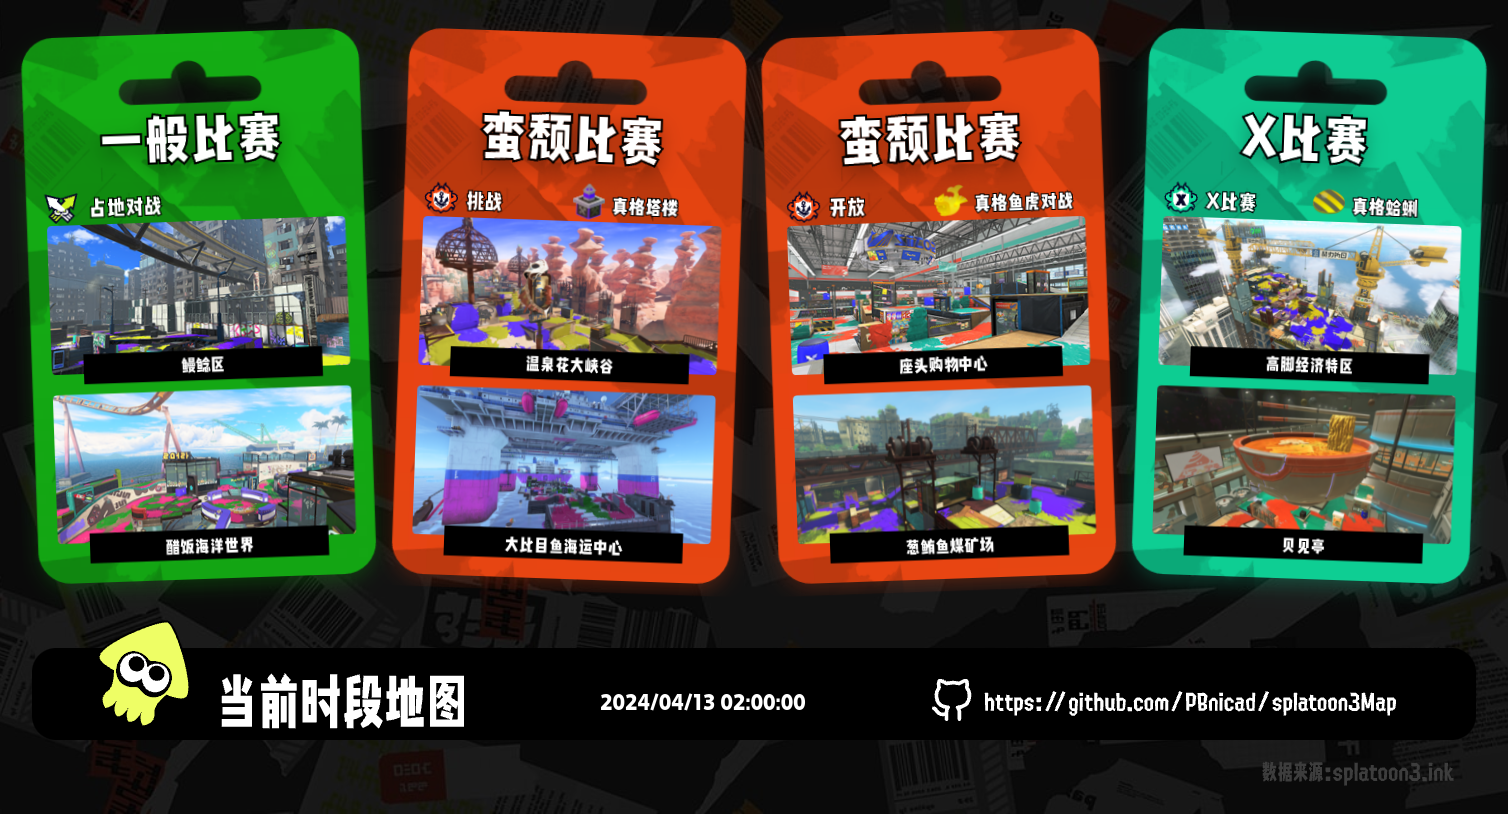 一般比赛
占地对战
鳗鲶区
醋饭海洋世界
蛮颓比赛
挑战
真格塔楼
温泉花大峡谷
大比目鱼海运中心
蛮颓比赛
开放
真格鱼虎对战
座头购物中心
葱鲔鱼煤矿场
X比赛
X比赛
真格蛤蜊
高脚经济特区
贝见亭
当前时段地图
2024/04/13 02:00:00
https://github.com/PBnicad/splatoon3Map
数据来源:splatoon3.ink